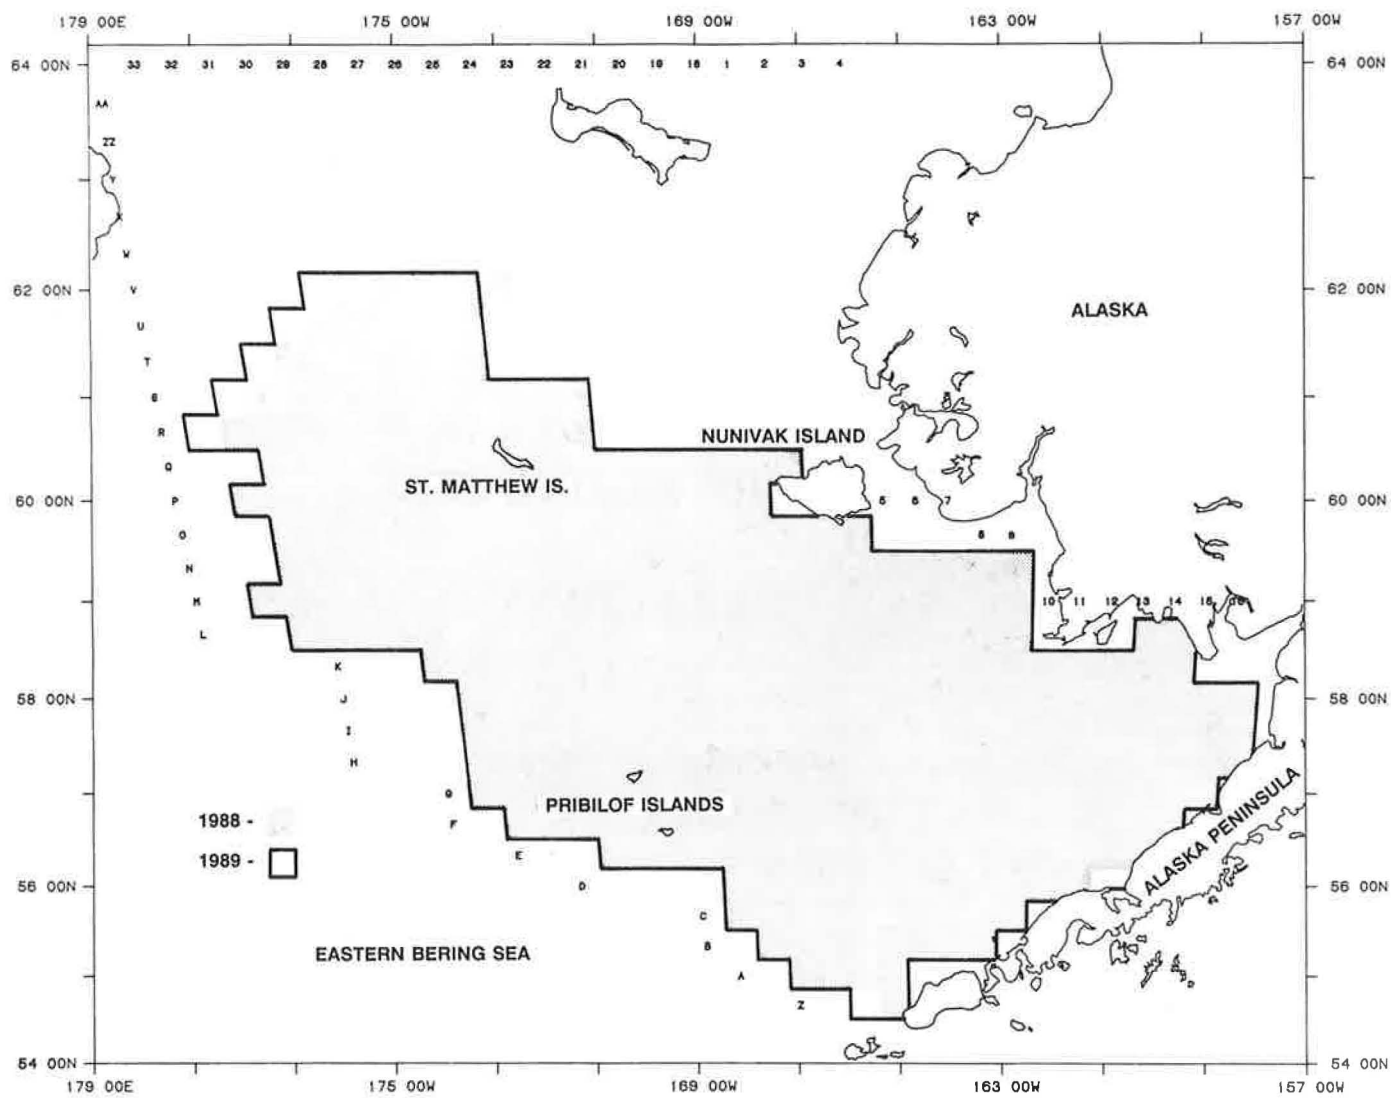 179 00E 175 00W 169 00W 163 00W 157 00W
64 00N 33 32 31 30 29 28 27 26 25 24 23 22 21 20 19 18 1 2 3 4 64 00N
AA
ZZ
Y
X
W
V
62 00N 62 00N
ALASKA
U
T
S
R
NUNIVAK ISLAND
Q
ST. MATTHEW IS.
60 00N P 5 6 7 60 00N
O 8 9
N
M 10 11 12 13 14 15 16
L
K
58 00N J 58 00N
I
H
G
PRIBILOF ISLANDS
1988 -
F
ALASKA PENINSULA
E
1989 -
56 00N D 56 00N
C
B
EASTERN BERING SEA
A
Z
54 00N 54 00N
179 00E 175 00W 169 00W 163 00W 157 00W